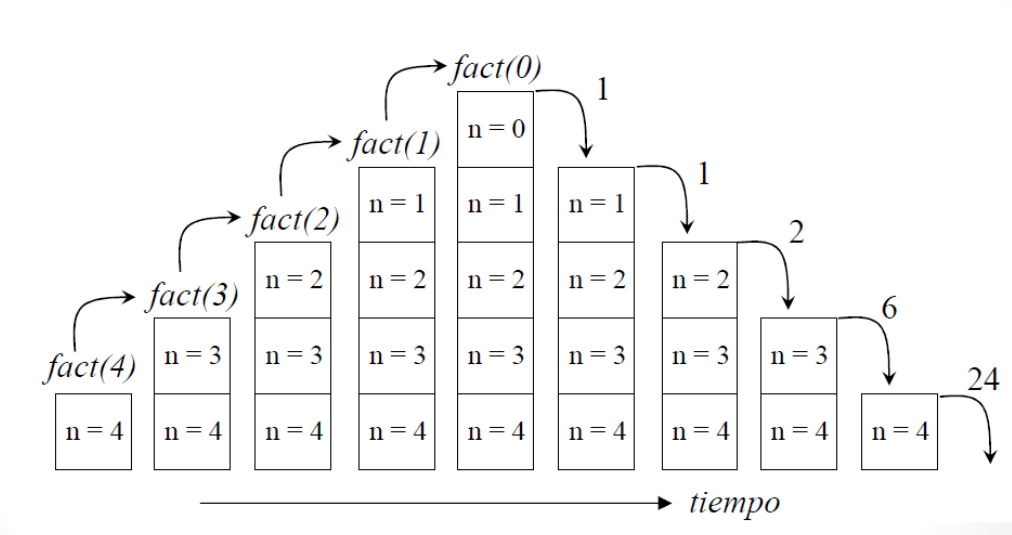 fact(0)
1
n = 0
fact(1)
1
n = 1
n = 1
n = 1
fact(2)
2
n = 2
n = 2
n = 2
n = 2
n = 2
fact(3)
6
n = 3
n = 3
n = 3
n = 3
n = 3
n = 3
n = 3
fact(4)
24
n = 4
n = 4
n = 4
n = 4
n = 4
n = 4
n = 4
n = 4
n = 4
tiempo